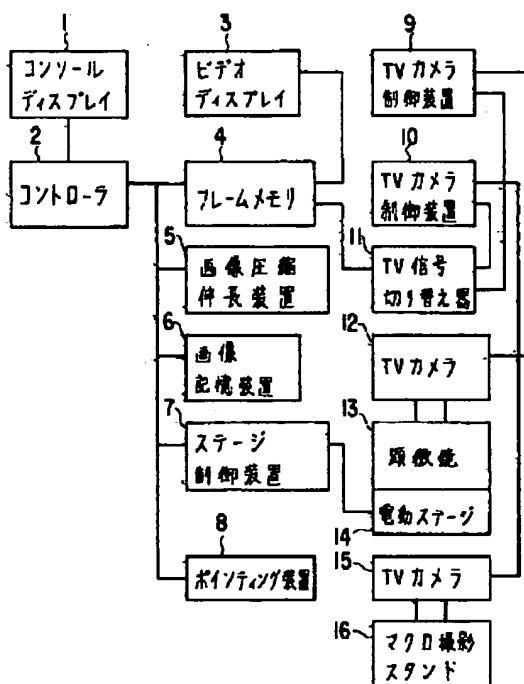 1
コンソール
ディスプレイ
2
コントローラ
3
ビデオ
ディスプレイ
4
フレームメモリ
5
画像圧縮
伸長装置
6
画像
記憶装置
7
ステージ
制御装置
8
ポインティング装置
9
TVカメラ
制御装置
10
TVカメラ
制御装置
11
TV信号
切り替え器
12
TVカメラ
13
顕微鏡
電動ステージ
14
15
TVカメラ
16
マクロ撮影
スタンド